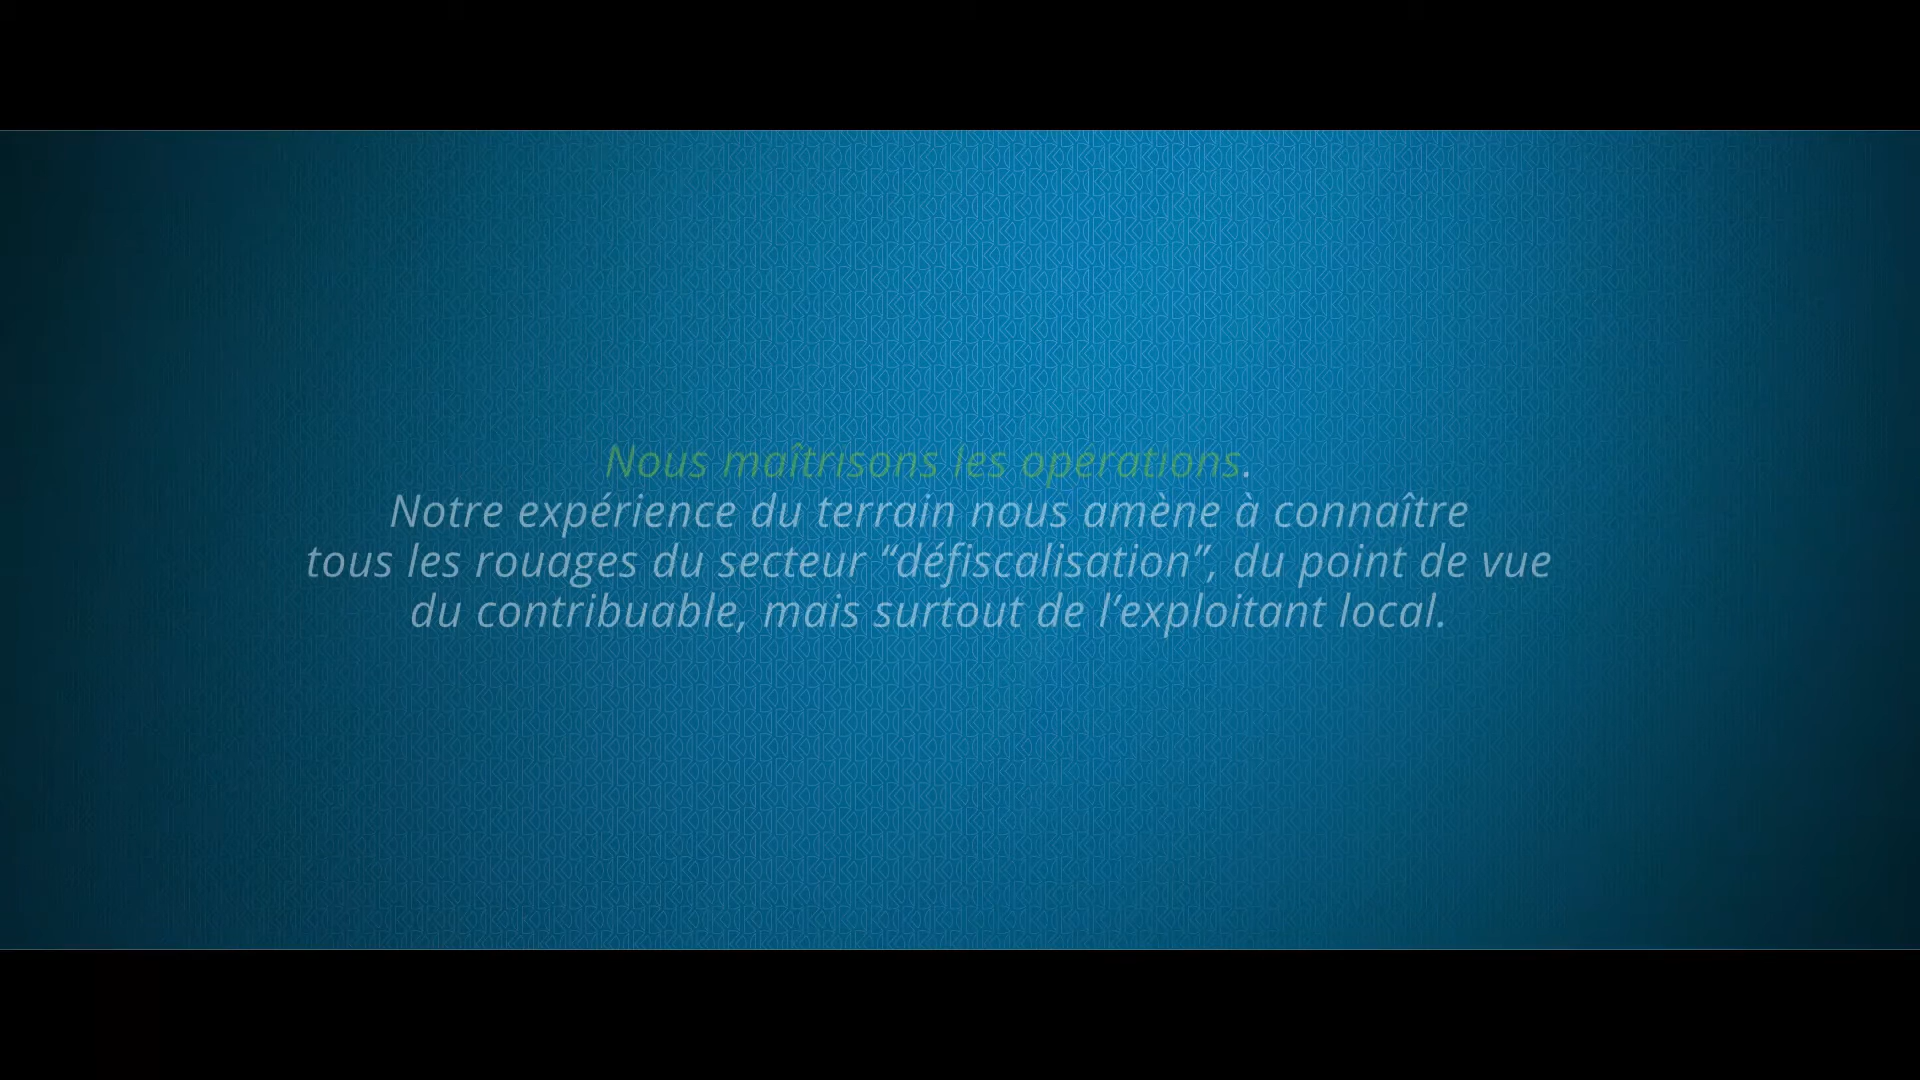 Nous maîtrisons les opérations.
Notre expérience du terrain nous amène à connaître
tous les rouages du secteur “défiscalisation”, du point de vue
du contribuable, mais surtout de l’exploitant local.